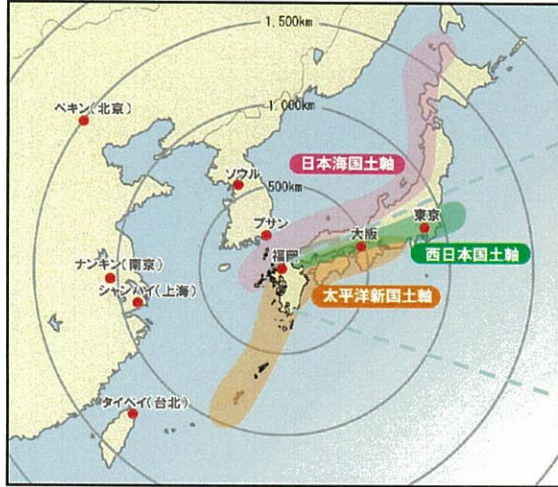 1,500km
ペキン(北京)
1,000km
日本海国土軸
ソウル
500km
プサン
東京
大阪
西日本国土軸
福岡
ナンキン(南京)
シャンハイ(上海)
太平洋新国土軸
タイペイ(台北)